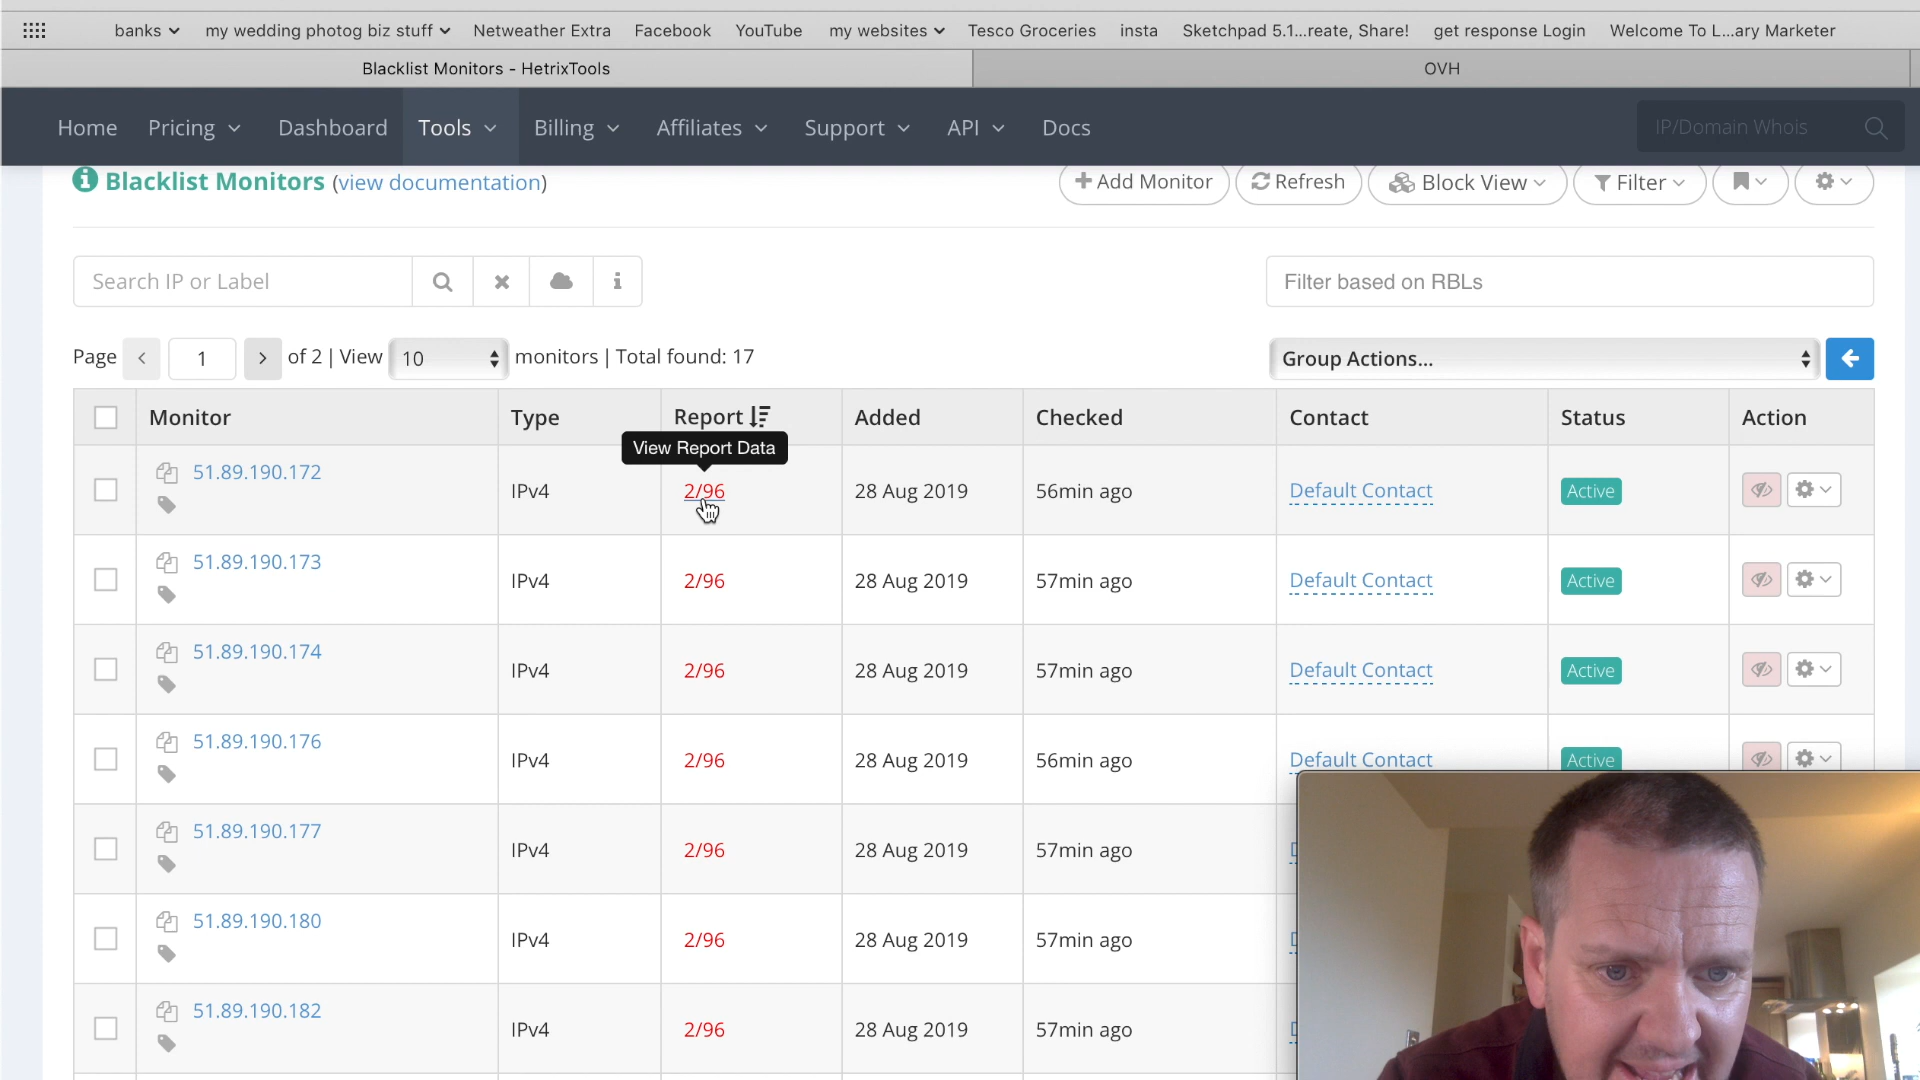 banks my wedding photog biz stuff Netweather Extra Facebook YouTube my websites Tesco Groceries insta Sketchpad 5.1...reate, Share! get response Login Welcome To L...ary Marketer
Blacklist Monitors - HetrixTools OVH
Home Pricing Dashboard Tools Billing Affiliates Support API Docs IP/Domain Whois
Blacklist Monitors (view documentation) Add Monitor Refresh Block View Filter
Search IP or Label Filter based on RBLs
Page 1 of 2 | View 10 monitors | Total found: 17 Group Actions...
Monitor Type Report Added Checked Contact Status Action
View Report Data
51.89.190.172 IPv4 2/96 28 Aug 2019 56min ago Default Contact Active
51.89.190.173 IPv4 2/96 28 Aug 2019 57min ago Default Contact Active
51.89.190.174 IPv4 2/96 28 Aug 2019 57min ago Default Contact Active
51.89.190.176 IPv4 2/96 28 Aug 2019 56min ago Default Contact Active
51.89.190.177 IPv4 2/96 28 Aug 2019 57min ago
51.89.190.180 IPv4 2/96 28 Aug 2019 57min ago
51.89.190.182 IPv4 2/96 28 Aug 2019 57min ago